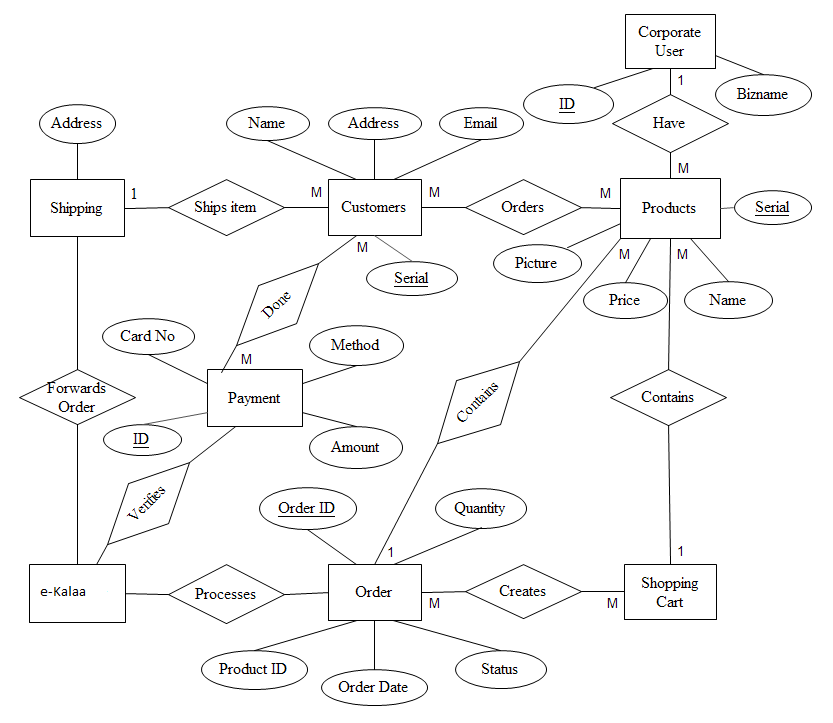 Corporate
User
ID
Bizname
1
Have
M
Address
Name
Address
Email
Shipping
1
Ships item
M
Customers
M
Orders
M
Products
Serial
M
Serial
Picture
M
M
Price
Name
Done
Card No
M
Method
Payment
Forwards
Order
ID
Amount
Contains
Contains
Verifies
Order ID
Quantity
1
1
e-Kalaa
Processes
Order
M
Creates
M
Shopping
Cart
Product ID
Order Date
Status